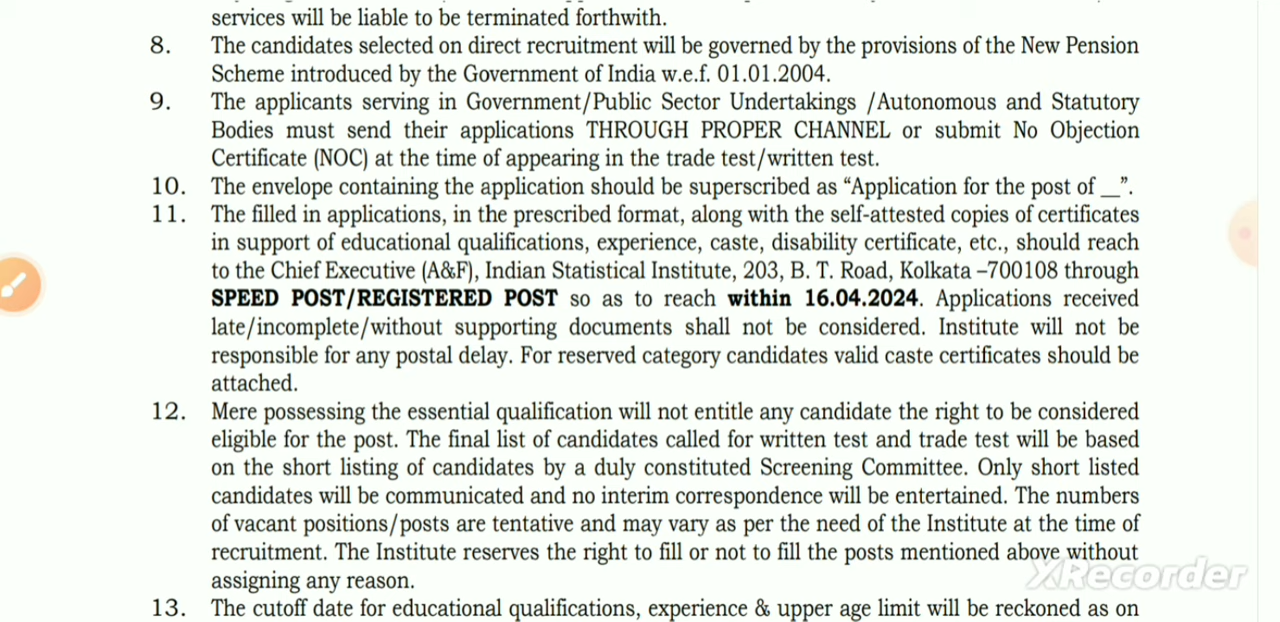 services will be liable to be terminated forthwith.
8. The candidates selected on direct recruitment will be governed by the provisions of the New Pension
Scheme introduced by the Government of India w.e.f. 01.01.2004.
9. The applicants serving in Government/Public Sector Undertakings /Autonomous and Statutory
Bodies must send their applications THROUGH PROPER CHANNEL or submit No Objection
Certificate (NOC) at the time of appearing in the trade test/written test.
10. The envelope containing the application should be superscribed as “Application for the post of __”.
11. The filled in applications, in the prescribed format, along with the self-attested copies of certificates
in support of educational qualifications, experience, caste, disability certificate, etc., should reach
to the Chief Executive (A&F), Indian Statistical Institute, 203, B. T. Road, Kolkata –700108 through
SPEED POST/REGISTERED POST so as to reach within 16.04.2024. Applications received
late/incomplete/without supporting documents shall not be considered. Institute will not be
responsible for any postal delay. For reserved category candidates valid caste certificates should be
attached.
12. Mere possessing the essential qualification will not entitle any candidate the right to be considered
eligible for the post. The final list of candidates called for written test and trade test will be based
on the short listing of candidates by a duly constituted Screening Committee. Only short listed
candidates will be communicated and no interim correspondence will be entertained. The numbers
of vacant positions/posts are tentative and may vary as per the need of the Institute at the time of
recruitment. The Institute reserves the right to fill or not to fill the posts mentioned above without
assigning any reason.
XRecorder
13. The cutoff date for educational qualifications, experience & upper age limit will be reckoned as on